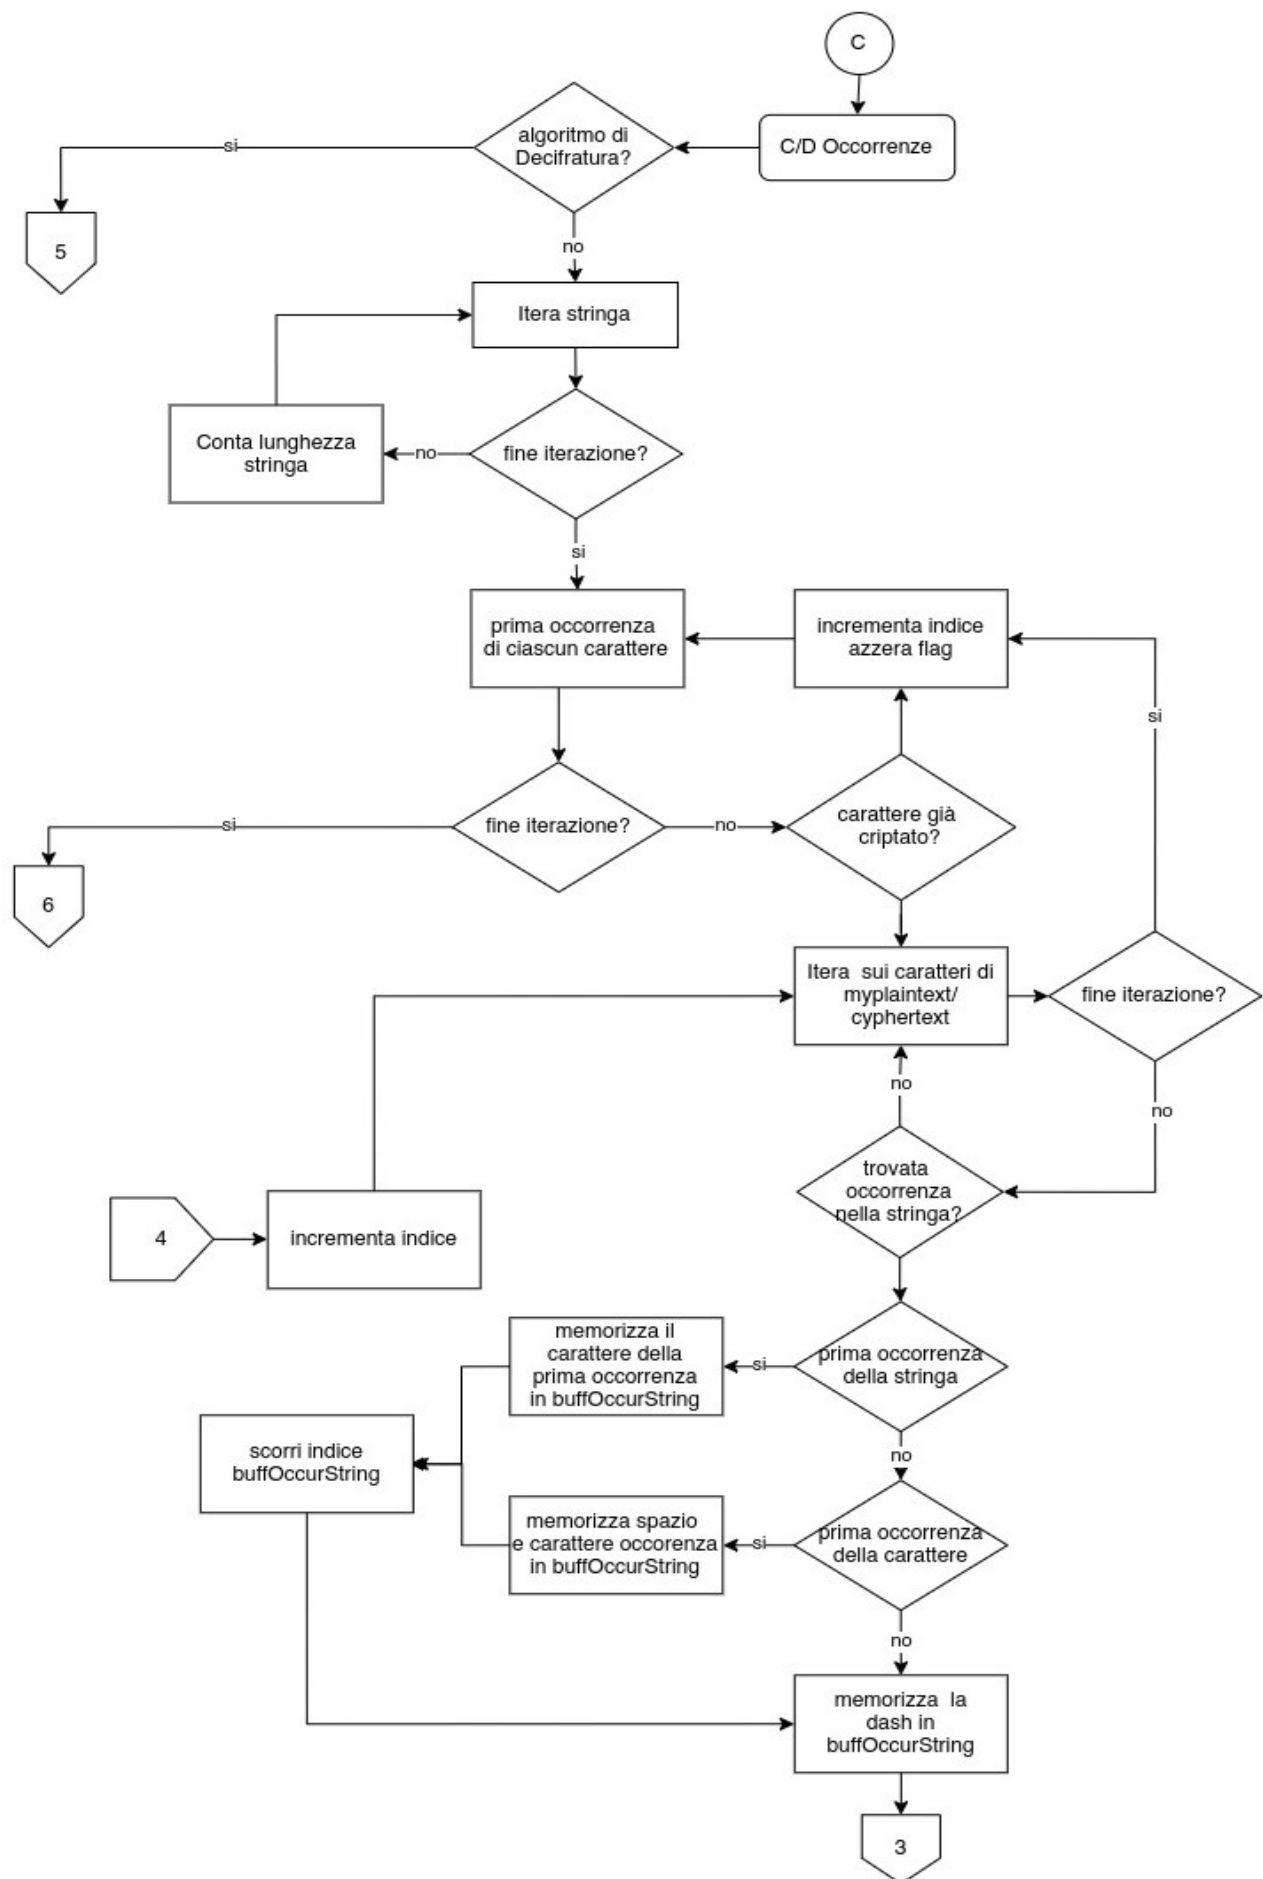 C
C/D Occorrenze
algoritmo di
Decifratura?
si
5
no
Itera stringa
Conta lunghezza
stringa
no
fine iterazione?
si
prima occorrenza
di ciascun carattere
incrementa indice
azzera flag
si
fine iterazione?
si
no
carattere già
criptato?
6
Itera sui caratteri di
myplaintext/
cyphertext
fine iterazione?
no
no
trovata
occorrenza
nella stringa?
4
incrementa indice
memorizza il
carattere della
prima occorrenza
in buffOccurString
si
prima occorrenza
della stringa
scorri indice
buffOccurString
no
memorizza spazio
e carattere occorenza
in buffOccurString
si
prima occorrenza
della carattere
no
memorizza la
dash in
buffOccurString
3